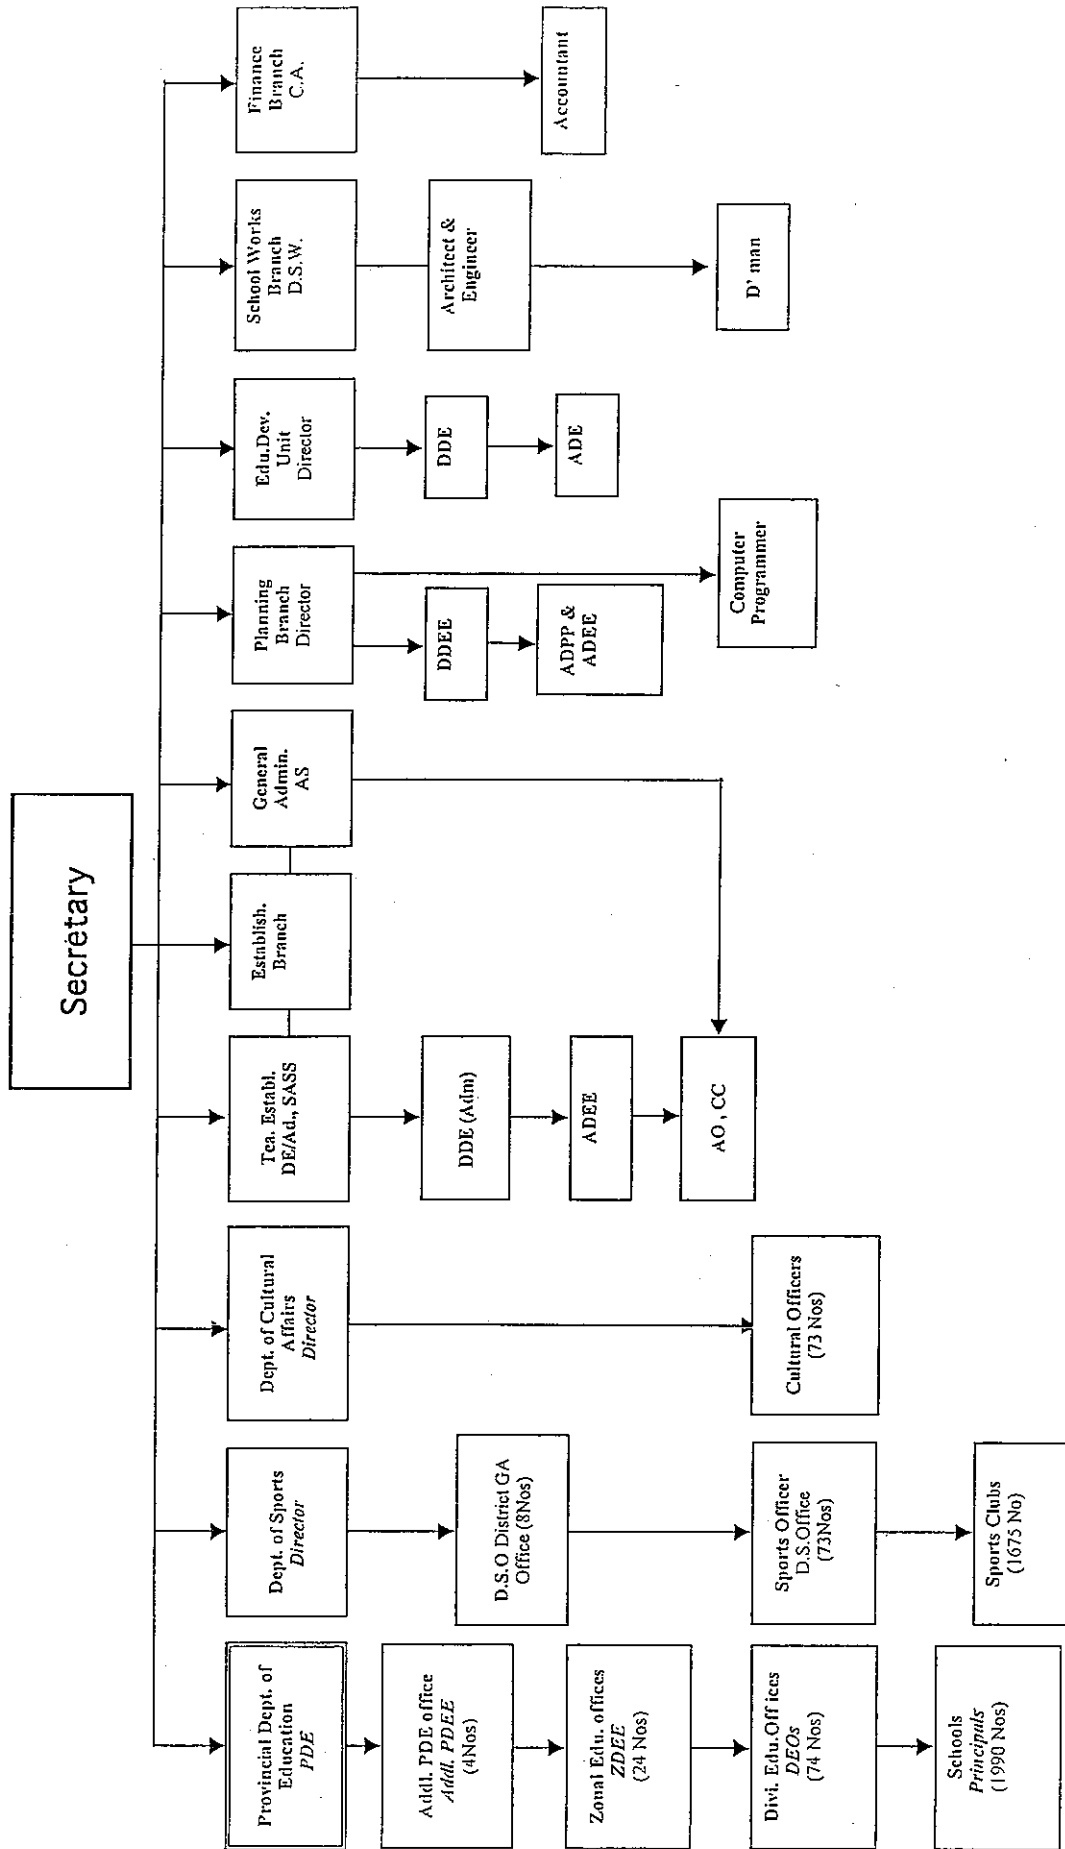 Secretary
Provincial Dept. of
Education
PDE
Dept. of Sports
Director
Dept. of Cultural
Affairs
Director
Tea. Establ.
DE/Ad., SASS
Establish.
Branch
General
Admin.
AS
Planning
Branch
Director
Edu.Dev.
Unit
Director
School Works
Branch
D.S.W.
Finance
Branch
C.A.
Addl. PDE office
Addl. PDEE
(4Nos)
D.S.O District GA
Office (8Nos)
DDE (Adm)
DDEE
DDE
Architect &
Engineer
Zonal Edu. offices
ZDEE
(24 Nos)
ADEE
ADPP &
ADEE
ADE
Accountant
Divi. Edu.Offices
DEOs
(74 Nos)
Sports Officer
D.S.Office
(73Nos)
Cultural Officers
(73 Nos)
AO , CC
Computer
Programmer
D' man
Schools
Principals
(1990 Nos)
Sports Clubs
(1675 No)